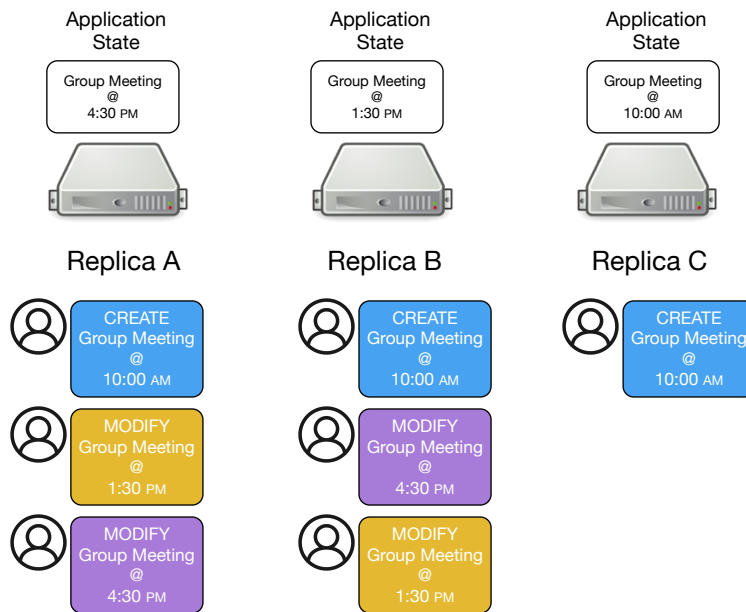 Application
State
Group Meeting
@
4:30 PM
Replica A
CREATE
Group Meeting
@
10:00 AM
MODIFY
Group Meeting
@
1:30 PM
MODIFY
Group Meeting
@
4:30 PM
Application
State
Group Meeting
@
1:30 PM
Replica B
CREATE
Group Meeting
@
10:00 AM
MODIFY
Group Meeting
@
4:30 PM
MODIFY
Group Meeting
@
1:30 PM
Application
State
Group Meeting
@
10:00 AM
Replica C
CREATE
Group Meeting
@
10:00 AM